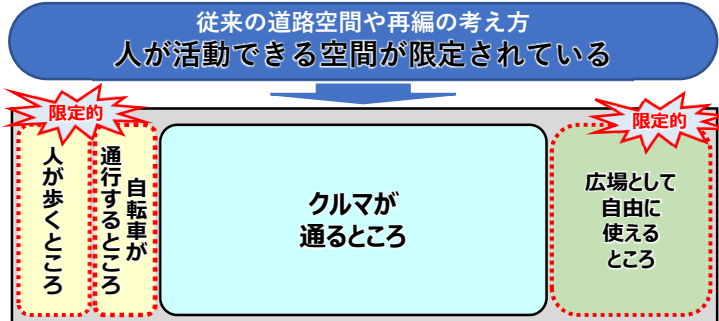 従来の道路空間や再編の考え方
人が活動できる空間が限定されている
限定的
限定的
人が歩くところ
自転車が
通行するところ
クルマが
通るところ
広場として
自由に
使える
ところ